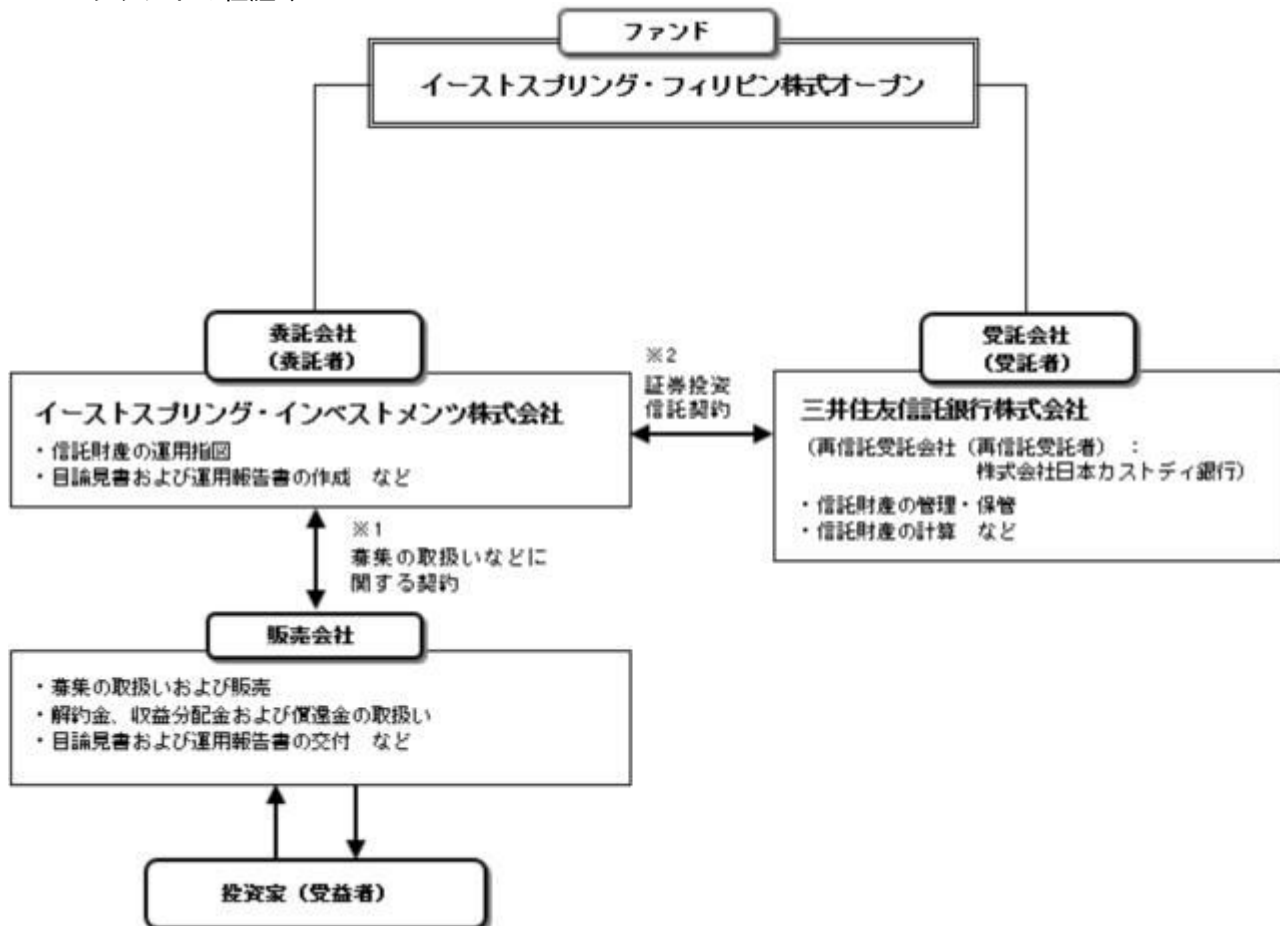 ファンド
イーストスプリング・フィリピン株式オープン
委託会社
(委託者)
イーストスプリング・インベストメンツ株式会社
・信託財産の運用指図
・目論見書および運用報告書の作成 など
※2
証券投資
信託契約
受託会社
(受託者)
三井住友信託銀行株式会社
(再信託受託会社(再信託受託者) :
株式会社日本カストディ銀行)
・信託財産の管理・保管
・信託財産の計算 など
※1
募集の取扱いなどに
関する契約
販売会社
・募集の取扱いおよび販売
・解約金、収益分配金および償還金の取扱い
・目論見書および運用報告書の交付 など
投資家(受益者)